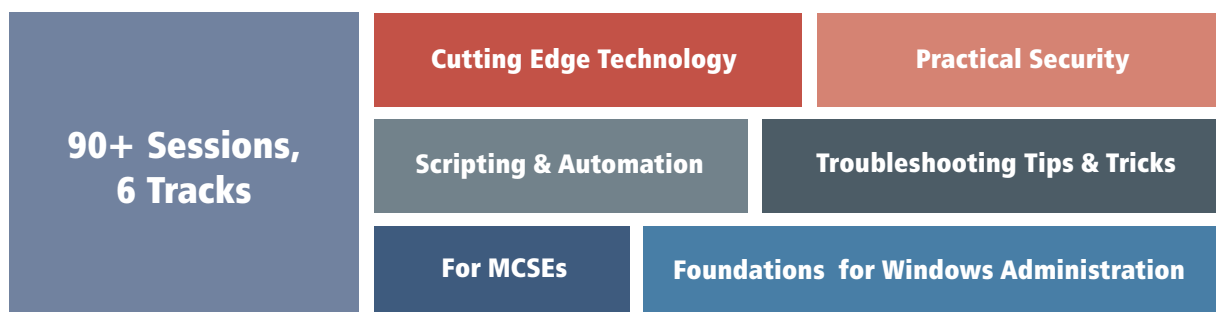 90+ Sessions,
6 Tracks
Cutting Edge Technology
Practical Security
Scripting & Automation
Troubleshooting Tips & Tricks
For MCSEs
Foundations for Windows Administration